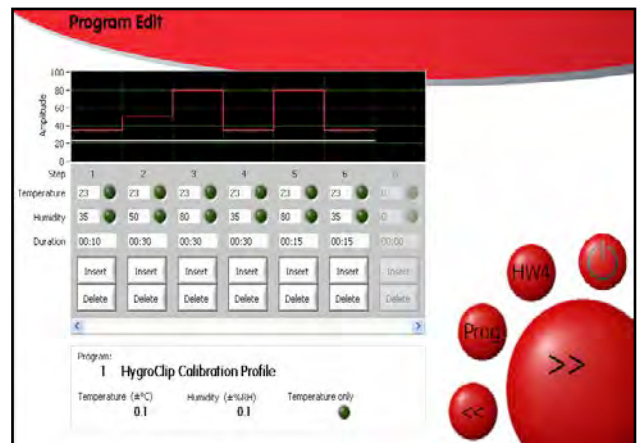 Program Edit
100
80
60
40
20
0
Amplitude
Step 1 2 3 4 5 6
Temperature 23 23 23 23 23 23
Humidity 35 50 80 35 80 35
Duration 00:10 00:30 00:30 00:30 00:15 00:15 00:00
Insert Insert Insert Insert Insert Insert Insert
Delete Delete Delete Delete Delete Delete Delete
Program:
1 HygroClip Calibration Profile
Temperature (±°C) Humidity (±%RH) Temperature only
0.1 0.1
HW4
Prog
>>
<<